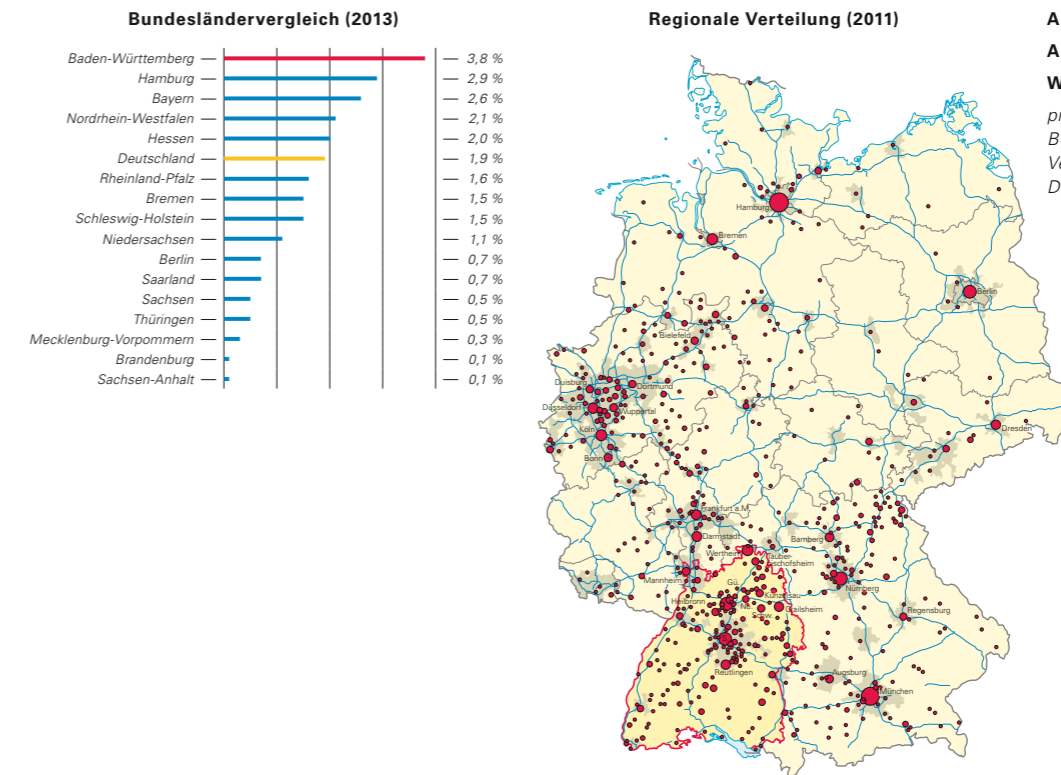 Bundesländervergleich (2013)
Baden-Württemberg — 3,8 %
Hamburg — 2,9 %
Bayern — 2,6 %
Nordrhein-Westfalen — 2,1 %
Hessen — 2,0 %
Deutschland — 1,9 %
Rheinland-Pfalz — 1,6 %
Bremen — 1,5 %
Schleswig-Holstein — 1,5 %
Niedersachsen — 1,1 %
Berlin — 0,7 %
Saarland — 0,7 %
Sachsen — 0,5 %
Thüringen — 0,5 %
Mecklenburg-Vorpommern — 0,3 %
Brandenburg — 0,1 %
Sachsen-Anhalt — 0,1 %
Regionale Verteilung (2011)
Hamburg
Bremen
Berlin
Bielefeld
Duisburg
Dortmund
Düsseldorf
Wuppertal
Köln
Bonn
Dresden
Frankfurt a.M.
Darmstadt
Bamberg
Wertheim
Tauber-
bischofsheim
Mannheim
Nürnberg
Gü.
Heilbronn
Künzelsau
Ne.
Schw.
Crailsheim
Regensburg
Reutlingen
Augsburg
München
A
A
W